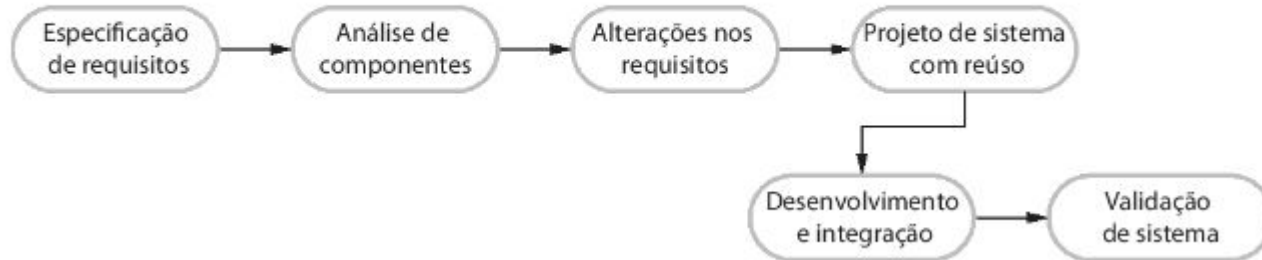 Especificação
de requisitos
Análise de
componentes
Alterações nos
requisitos
Projeto de sistema
com reúso
Desenvolvimento
e integração
Validação
de sistema